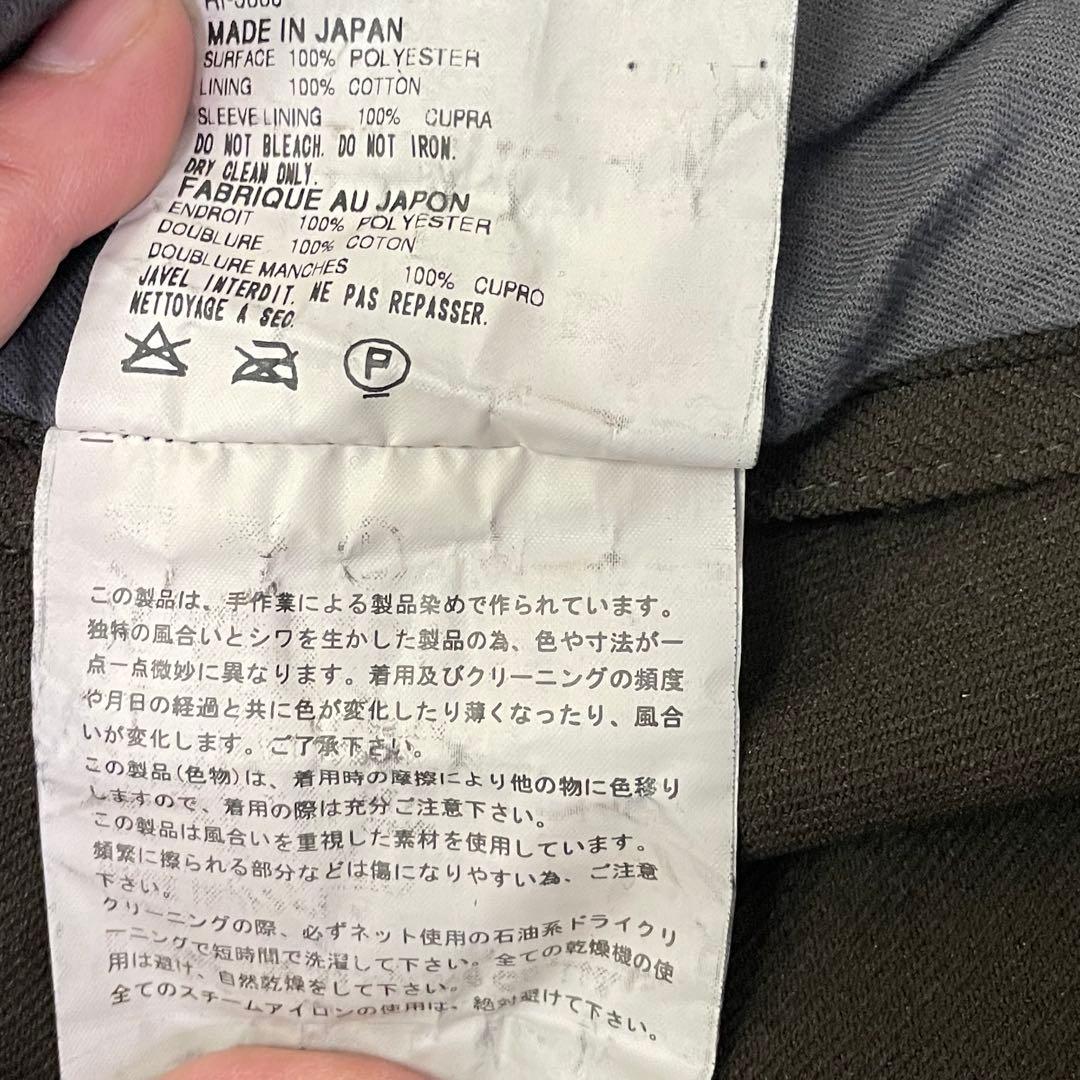 MADE IN JAPAN
SURFACE 100% POLYESTER
LINING 100% COTTON
SLEEVE LINING 100% CUPRA
DO NOT BLEACH. DO NOT IRON.
DRY CLEAN ONLY.
FABRIQUE AU JAPON
ENDROIT 100% POLYESTER
DOUBLURE 100% COTON
DOUBLURE MANCHES 100% CUPRO
JAVEL INTERDIT. NE PAS REPASSER.
NETTOYAGE A SEC.
P
この製品は、手作業による製品染めで作られています。
独特の風合いとシワを生かした製品の為、色や寸法が一
点一点微妙に異なります。着用及びクリーニングの頻度
や月日の経過と共に色が変化したり薄くなったり、風合
いが変化します。ご了承下さい。
この製品(色物)は、着用時の摩擦により他の物に色移り
しますので、着用の際は充分ご注意下さい。
この製品は風合いを重視した素材を使用しています。
頻繁に擦られる部分などは傷になりやすい為、ご注意
下さい。
クリーニングの際、必ずネット使用の石油系ドライクリ
ーニングで短時間で洗濯して下さい。全ての乾燥機の使
用は避け、自然乾燥をして下さい。
全てのスチームアイロンの使用は、絶対避けて下さい。